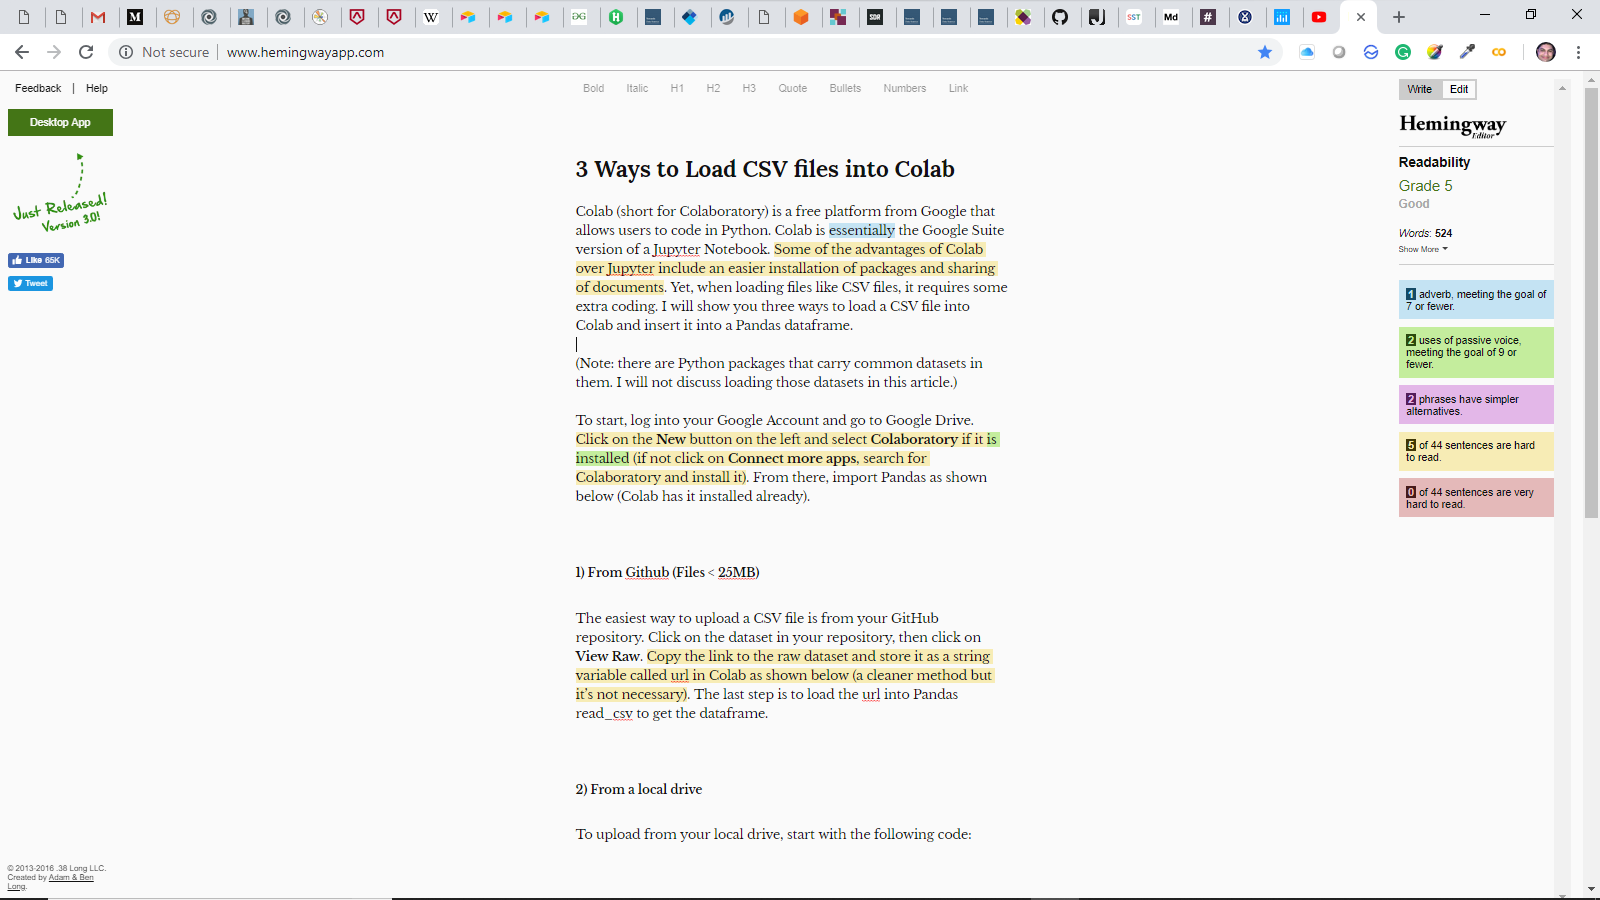 M
M
W
GG
H
SDR
J
SST
Md
#
Not secure | www.hemingwayapp.com
Feedback | Help
Bold Italic H1 H2 H3 Quote Bullets Numbers Link
Write Edit
Desktop App
Just Released!
Version 3.0!
Like 65K
Tweet
3 Ways to Load CSV files into Colab
Colab (short for Colaboratory) is a free platform from Google that
allows users to code in Python. Colab is essentially the Google Suite
version of a Jupyter Notebook. Some of the advantages of Colab
over Jupyter include an easier installation of packages and sharing
of documents. Yet, when loading files like CSV files, it requires some
extra coding. I will show you three ways to load a CSV file into
Colab and insert it into a Pandas dataframe.
(Note: there are Python packages that carry common datasets in
them. I will not discuss loading those datasets in this article.)
To start, log into your Google Account and go to Google Drive.
Click on the New button on the left and select Colaboratory if it is
installed (if not click on Connect more apps, search for
Colaboratory and install it). From there, import Pandas as shown
below (Colab has it installed already).
1) From Github (Files < 25MB)
The easiest way to upload a CSV file is from your GitHub
repository. Click on the dataset in your repository, then click on
View Raw. Copy the link to the raw dataset and store it as a string
variable called url in Colab as shown below (a cleaner method but
it's not necessary). The last step is to load the url into Pandas
read_csv to get the dataframe.
2) From a local drive
To upload from your local drive, start with the following code:
Hemingway
Editor
Readability
Grade 5
Good
Words: 524
Show More
1 adverb, meeting the goal of
7 or fewer.
2 uses of passive voice,
meeting the goal of 9 or
fewer.
2 phrases have simpler
alternatives.
5 of 44 sentences are hard
to read.
0 of 44 sentences are very
hard to read.
© 2013-2016 .38 Long LLC.
Created by Adam & Ben
Long.